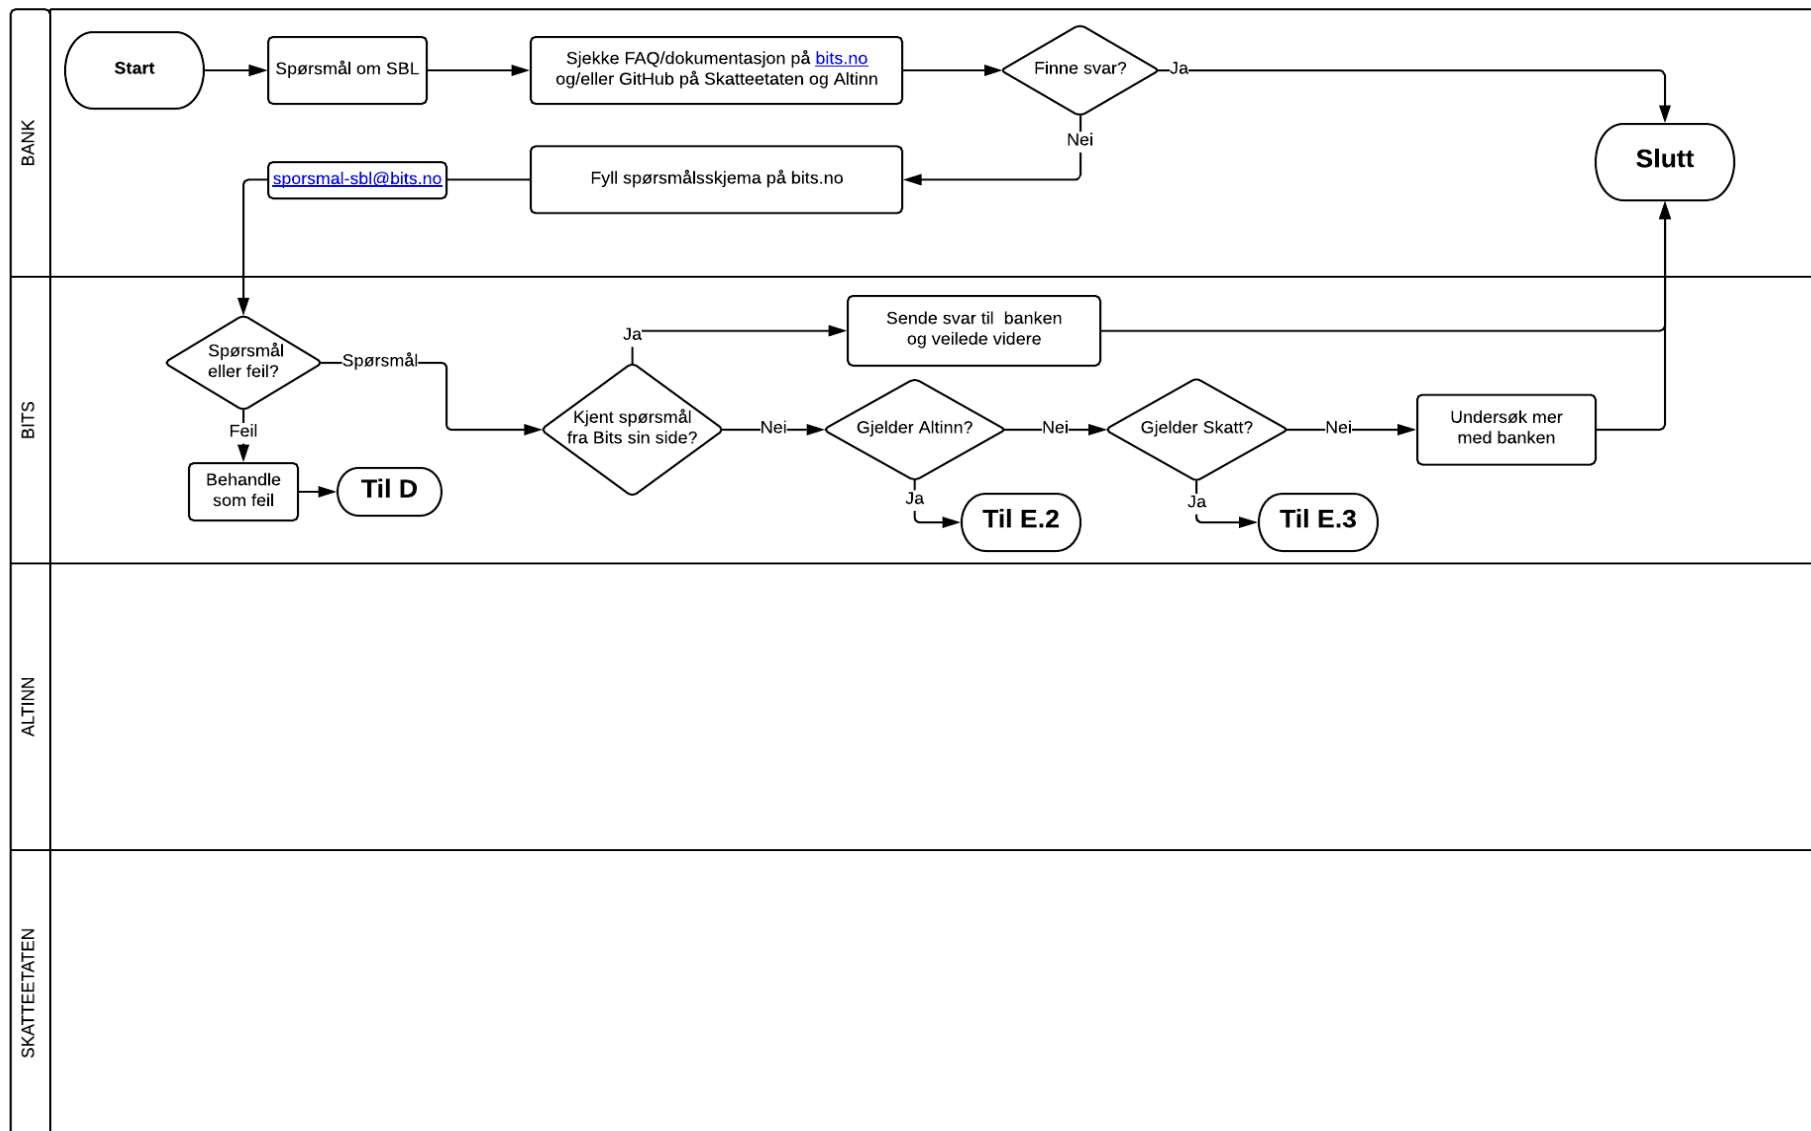 BANK
Start
Spørsmål om SBL
Sjekke FAQ/dokumentasjon på bits.no
og/eller GitHub på Skatteetaten og Altinn
Finne svar?
Ja
Nei
Slutt
Fyll spørsmålsskjema på bits.no
sporsmal-sbl@bits.no
BITS
Spørsmål
eller feil?
Spørsmål
Feil
Behandle
som feil
Til D
Kjent spørsmål
fra Bits sin side?
Ja
Sende svar til  banken
og veilede videre
Nei
Gjelder Altinn?
Ja
Til E.2
Nei
Gjelder Skatt?
Ja
Til E.3
Nei
Undersøk mer
med banken
ALTINN
SKATTEETATEN